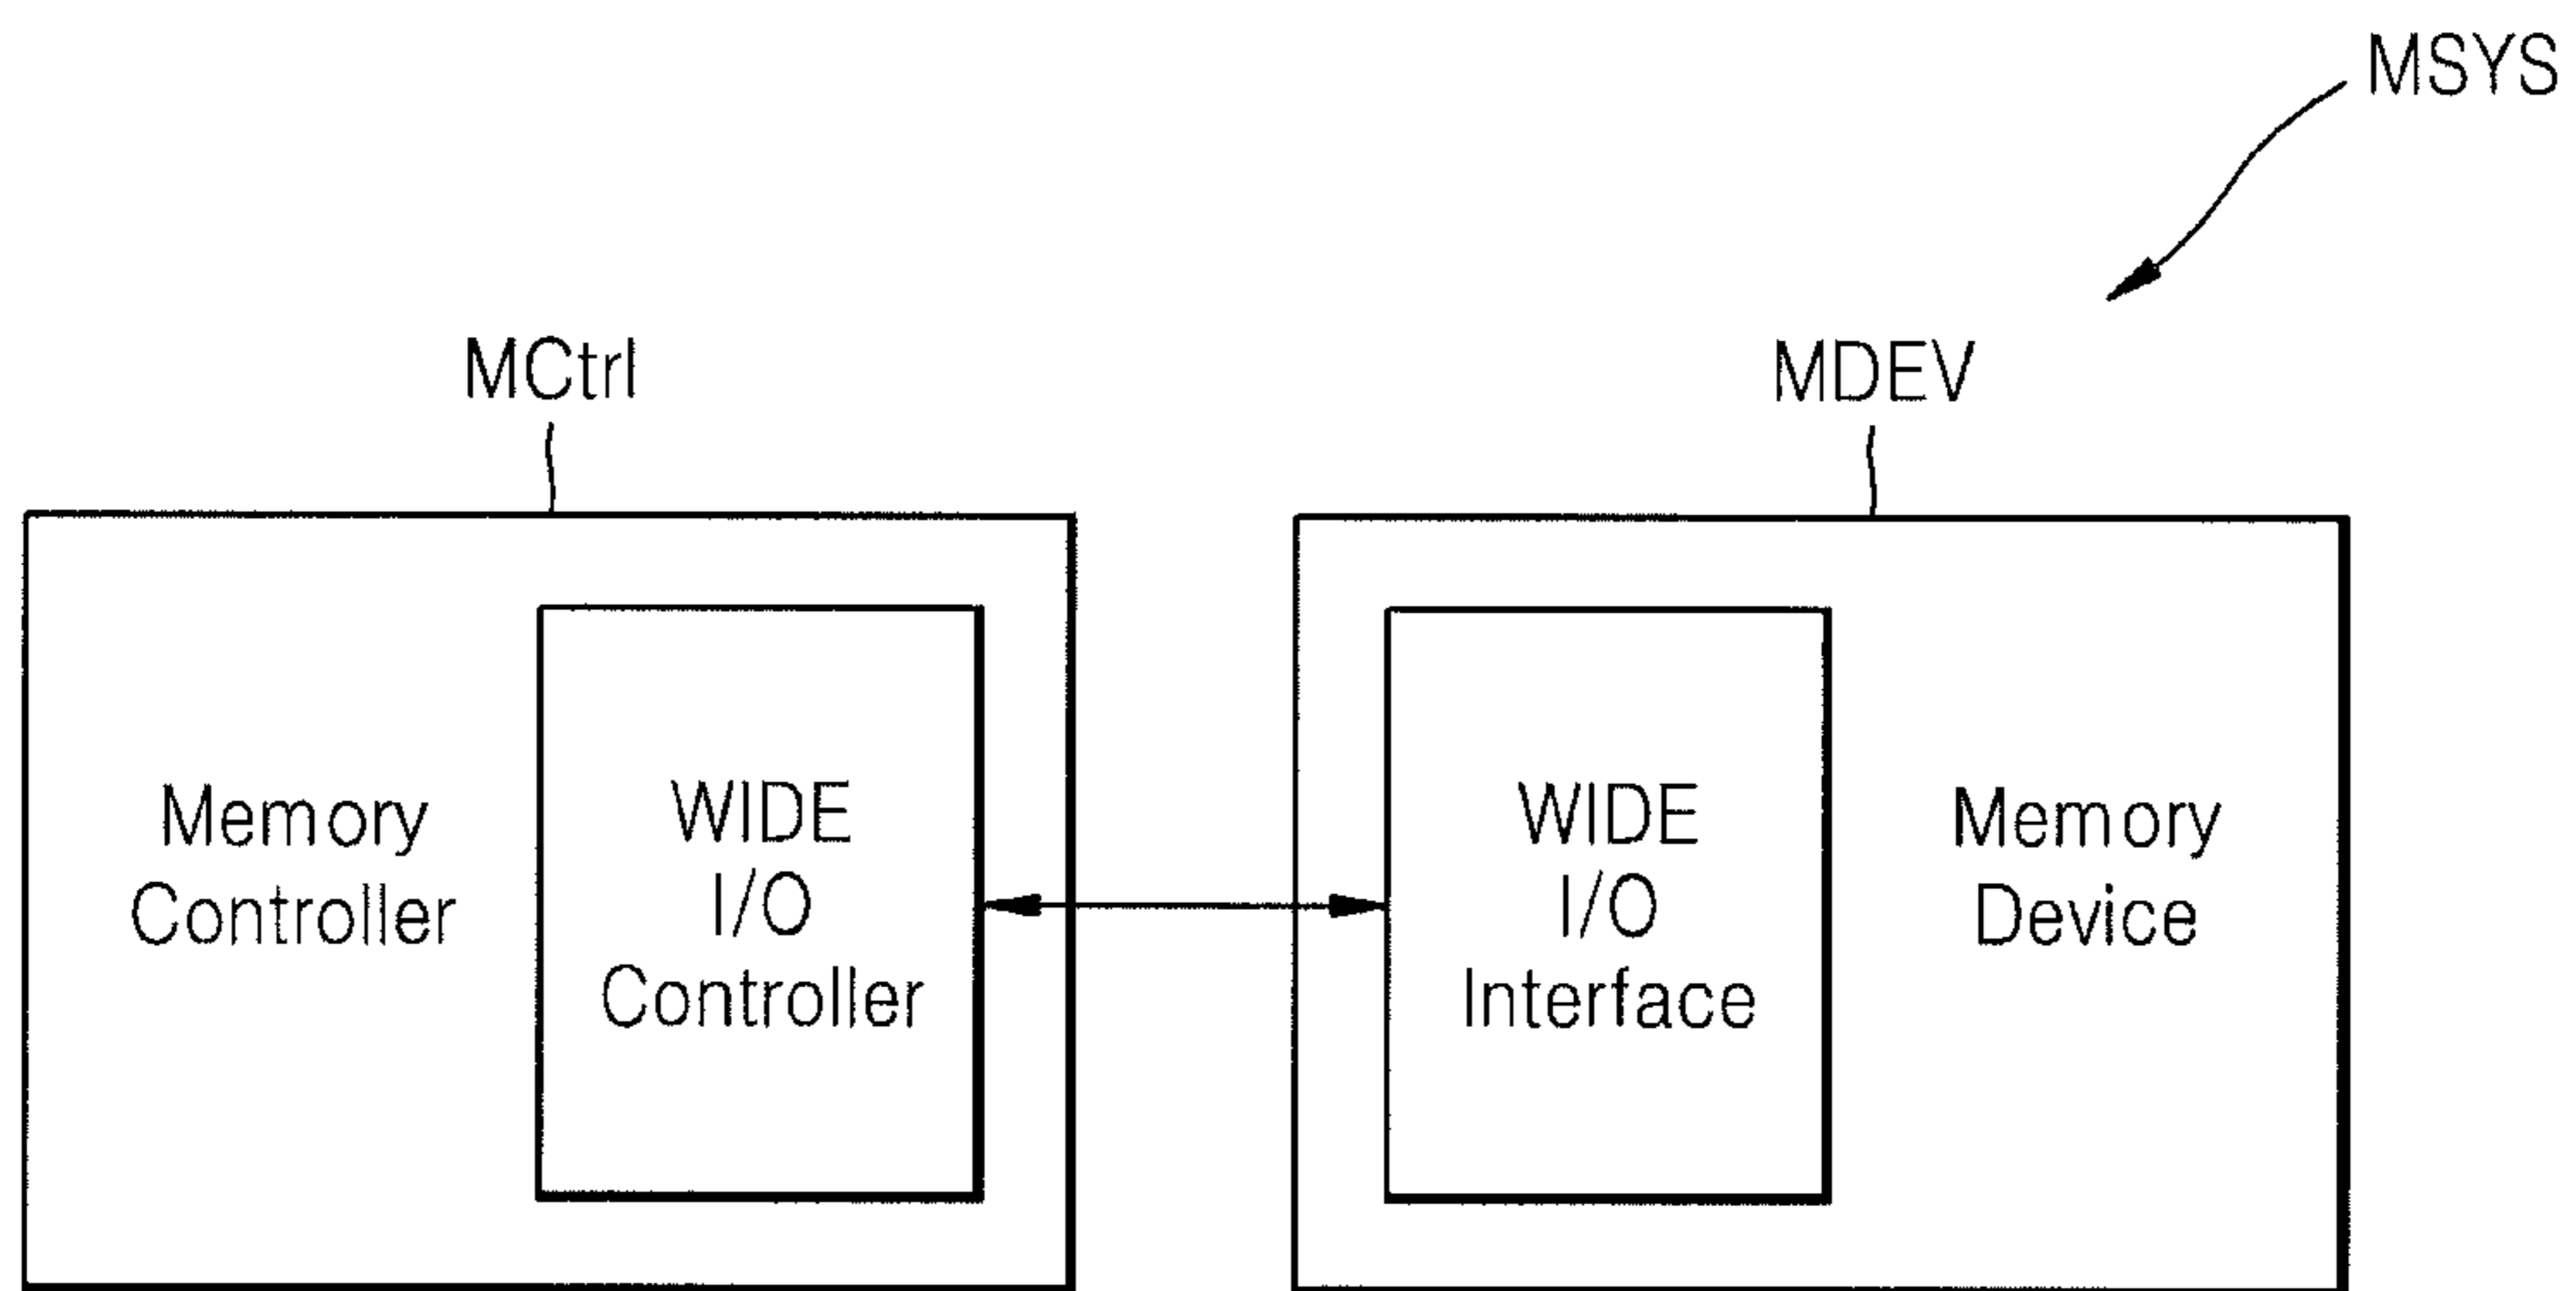 MSYS
MCtrl
MDEV
Memory
Controller
WIDE
I/O
Controller
WIDE
I/O
Interface
Memory
Device